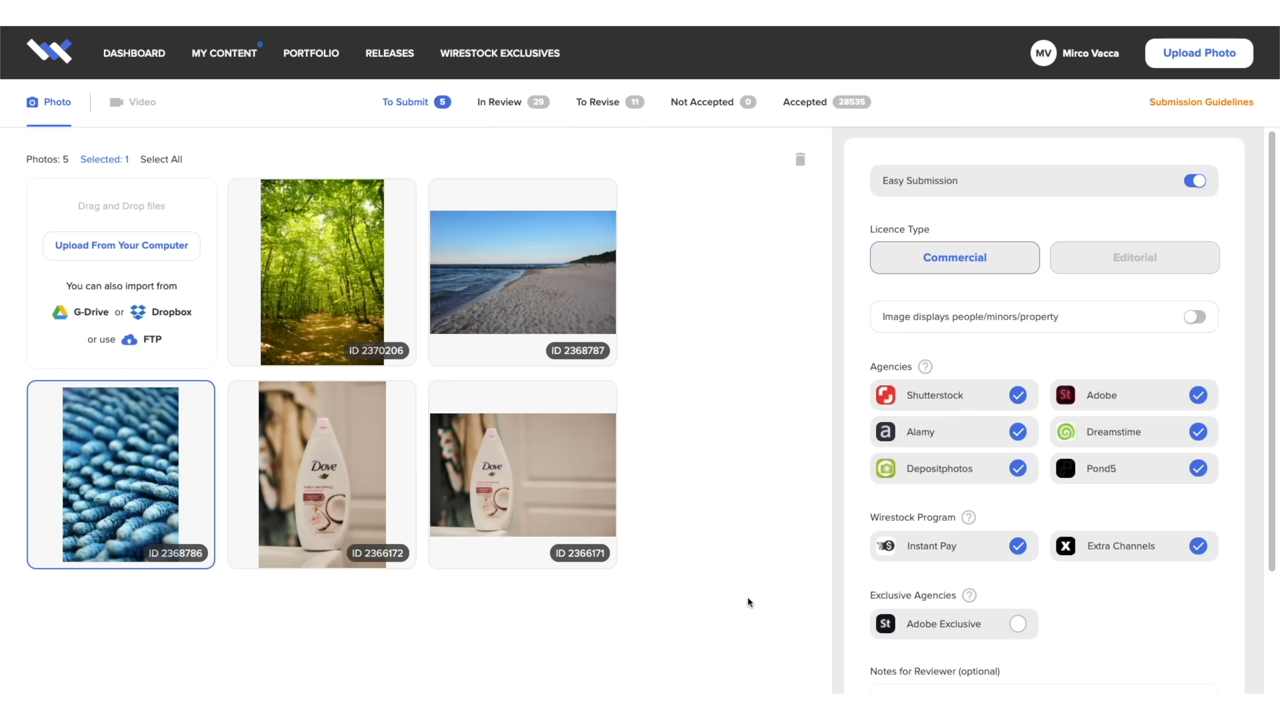 DASHBOARD MY CONTENT PORTFOLIO RELEASES WIRESTOCK EXCLUSIVES MV Mirco Vacca Upload Photo
Photo Video To Submit 5 In Review 29 To Revise 11 Not Accepted 0 Accepted 28535 Submission Guidelines
Photos: 5 Selected: 1 Select All
Drag and Drop files
Upload From Your Computer
You can also import from
G-Drive or Dropbox
or use FTP
ID 2370206
ID 2368787
ID 2368786
Dove
ID 2366172
Dove
ID 2366171
Easy Submission
Licence Type
Commercial Editorial
Image displays people/minors/property
Agencies ?
Shutterstock St Adobe
a Alamy Dreamstime
Depositphotos Pond5
Wirestock Program ?
Instant Pay X Extra Channels
Exclusive Agencies ?
St Adobe Exclusive
Notes for Reviewer (optional)